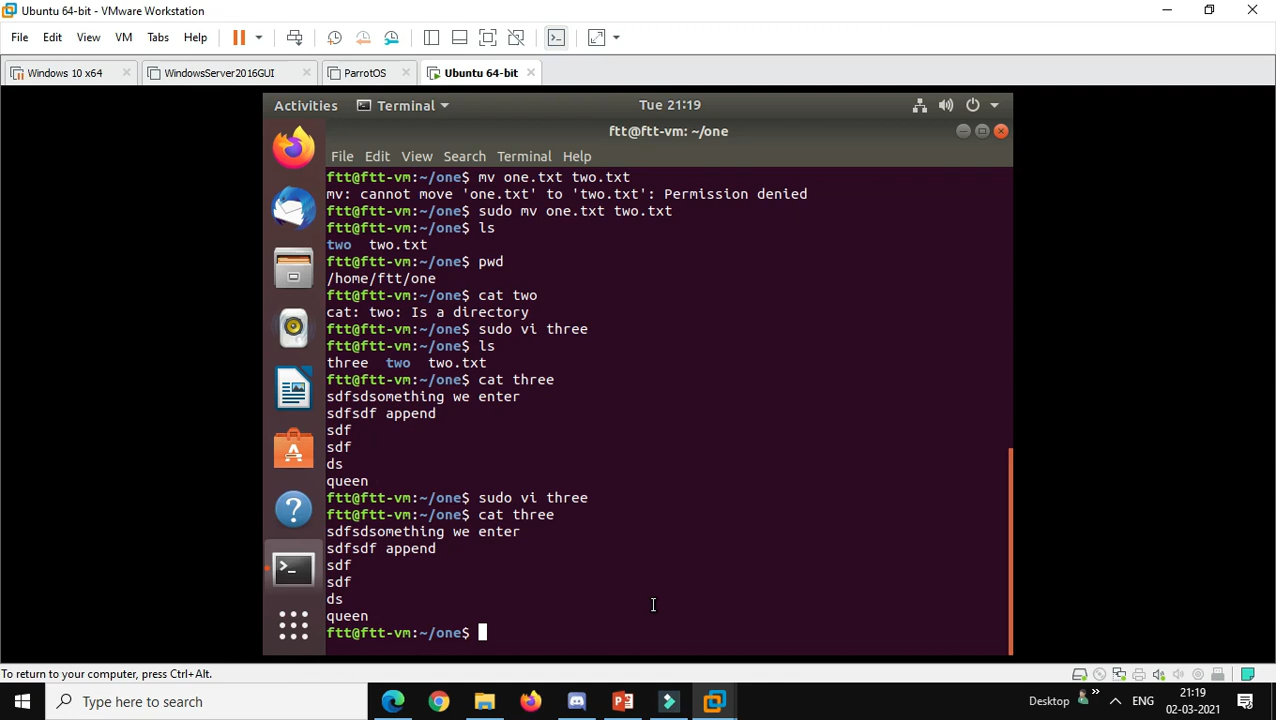 Ubuntu 64-bit - VMware Workstation
File Edit View VM Tabs Help
Windows 10 x64 WindowsServer2016GUI ParrotOS Ubuntu 64-bit
Activities Terminal Tue 21:19
ftt@ftt-vm: ~/one
File Edit View Search Terminal Help
ftt@ftt-vm:~/one$ mv one.txt two.txt
mv: cannot move 'one.txt' to 'two.txt': Permission denied
ftt@ftt-vm:~/one$ sudo mv one.txt two.txt
ftt@ftt-vm:~/one$ ls
two two.txt
ftt@ftt-vm:~/one$ pwd
/home/ftt/one
ftt@ftt-vm:~/one$ cat two
cat: two: Is a directory
ftt@ftt-vm:~/one$ sudo vi three
ftt@ftt-vm:~/one$ ls
three two two.txt
ftt@ftt-vm:~/one$ cat three
sdfsdsomething we enter
sdfsdf append
sdf
sdf
ds
queen
ftt@ftt-vm:~/one$ sudo vi three
ftt@ftt-vm:~/one$ cat three
sdfsdsomething we enter
sdfsdf append
sdf
sdf
ds
queen
ftt@ftt-vm:~/one$
To return to your computer, press Ctrl+Alt.
Type here to search
Desktop ENG 21:19
02-03-2021